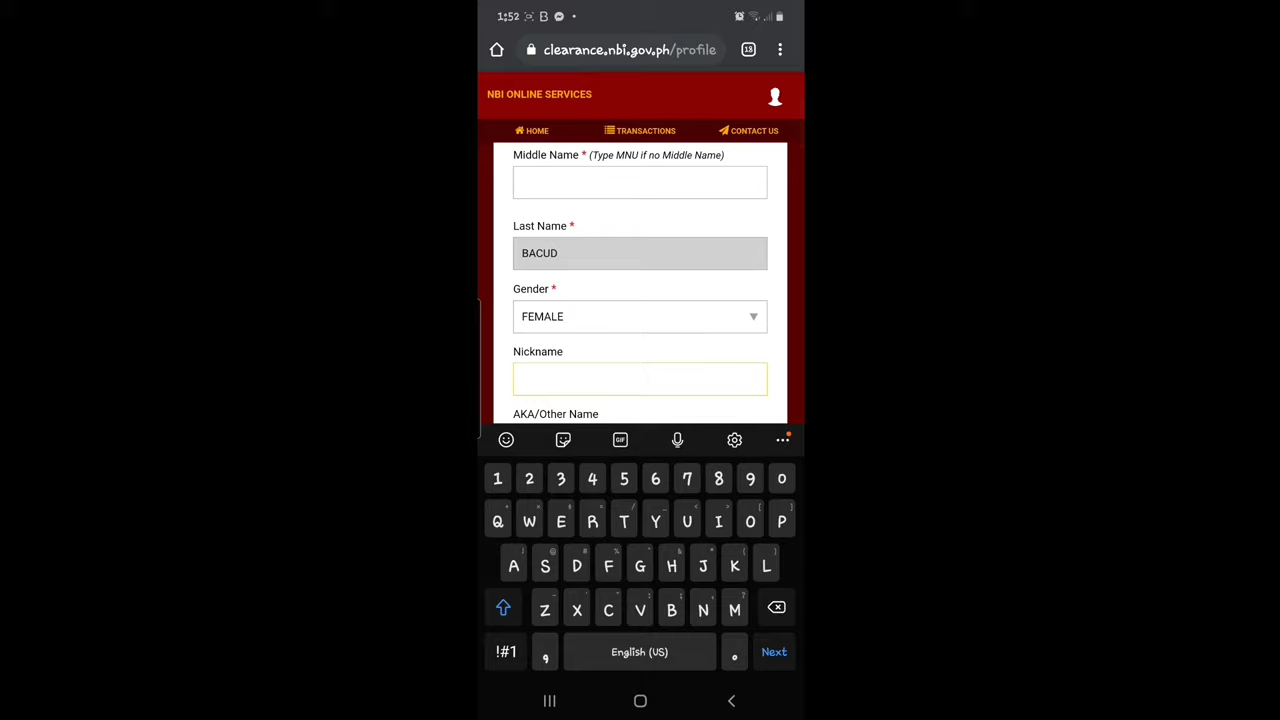 1:52
clearance.nbi.gov.ph/profile
18
NBI ONLINE SERVICES
HOME
TRANSACTIONS
CONTACT US
Middle Name * (Type MNU if no Middle Name)
Last Name *
BACUD
Gender *
FEMALE
Nickname
AKA/Other Name
GIF
1 2 3 4 5 6 7 8 9 0
Q W E R T Y U I O P
A S D F G H J K L
Z X C V B N M
!#1 , English (US) . Next